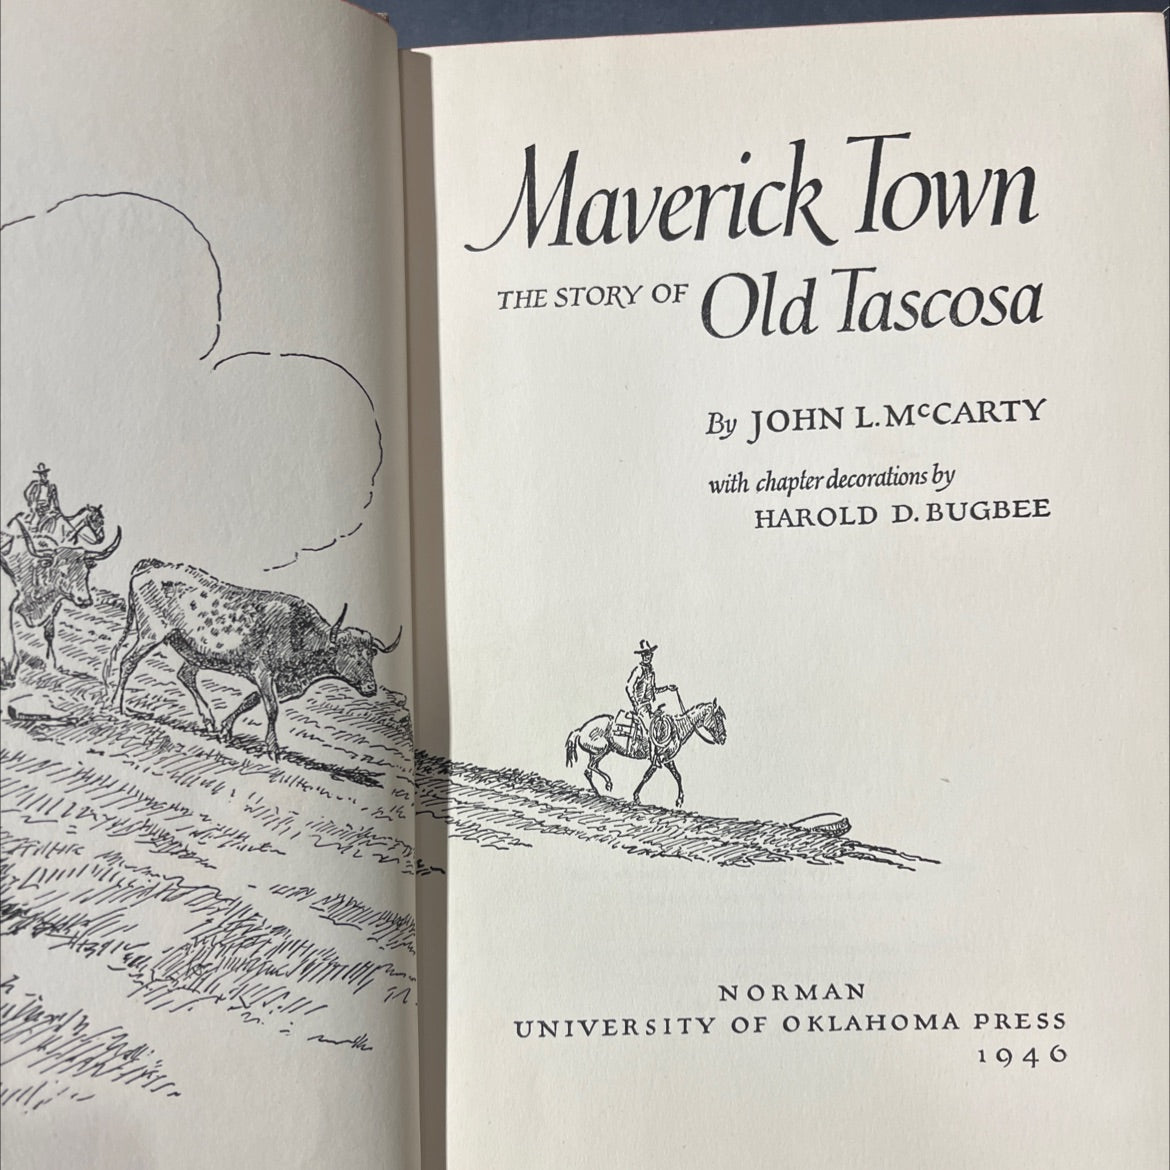 Maverick Town
THE STORY OF Old Tascosa
By JOHN L. McCARTY
with chapter decorations by
HAROLD D. BUGBEE
NORMAN
UNIVERSITY OF OKLAHOMA PRESS
1946